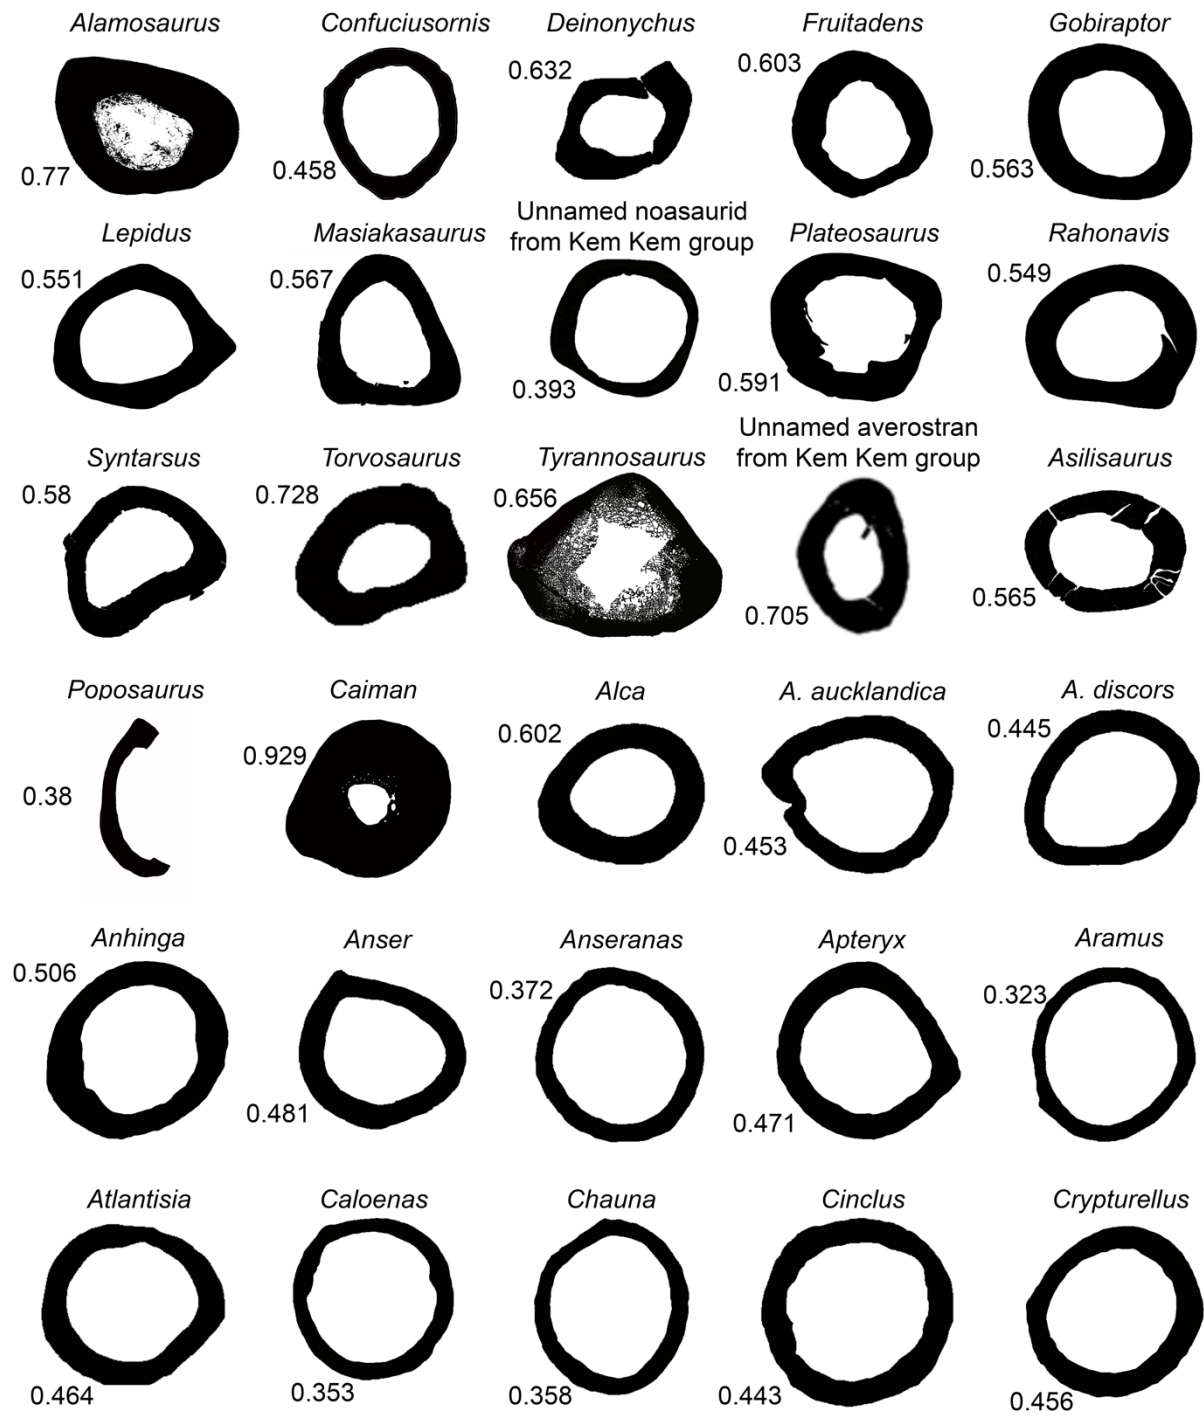 Alamosaurus
Confuciusornis
Deinonychus
Fruitadens
Gobiraptor
0.77
0.458
0.632
0.603
0.563
Lepidus
Masiakasaurus
Unnamed noasaurid
from Kem Kem group
Plateosaurus
Rahonavis
0.551
0.567
0.393
0.591
0.549
Syntarsus
Torvosaurus
Tyrannosaurus
Unnamed averostran
from Kem Kem group
Asilisaurus
0.58
0.728
0.656
0.705
0.565
Poposaurus
Caiman
Alca
A. aucklandica
A. discors
0.38
0.929
0.602
0.453
0.445
Anhinga
Anser
Anseranas
Apteryx
Aramus
0.506
0.481
0.372
0.471
0.323
Atlantisia
Caloenas
Chauna
Cinclus
Crypturellus
0.464
0.353
0.358
0.443
0.456